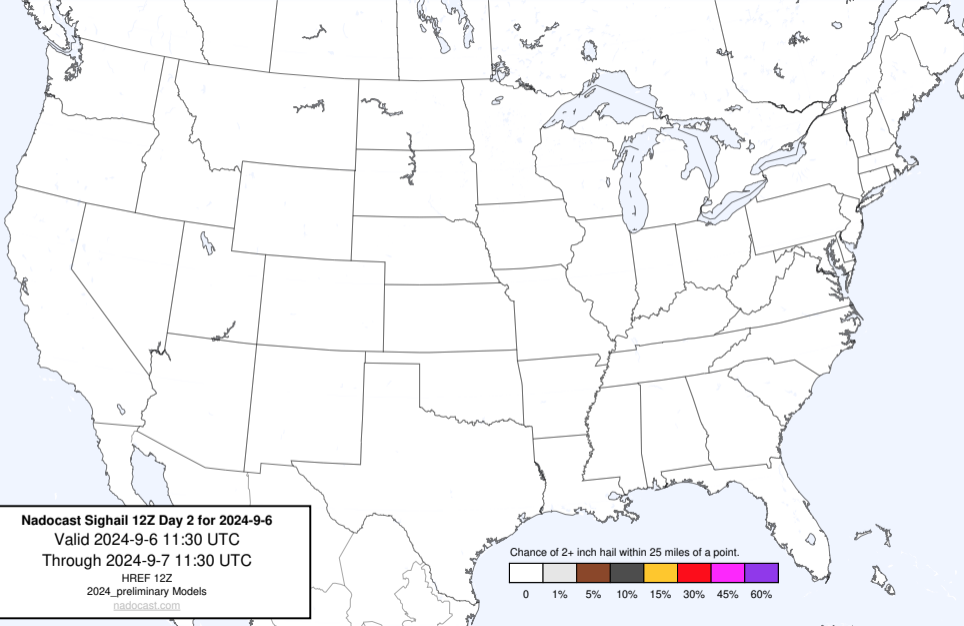 Nadocast Sighail 12Z Day 2 for 2024-9-6
Valid 2024-9-6 11:30 UTC
Through 2024-9-7 11:30 UTC
HREF 12Z
2024_preliminary Models
nadocast.com
Chance of 2+ inch hail within 25 miles of a point.
0 1% 5% 10% 15% 30% 45% 60%